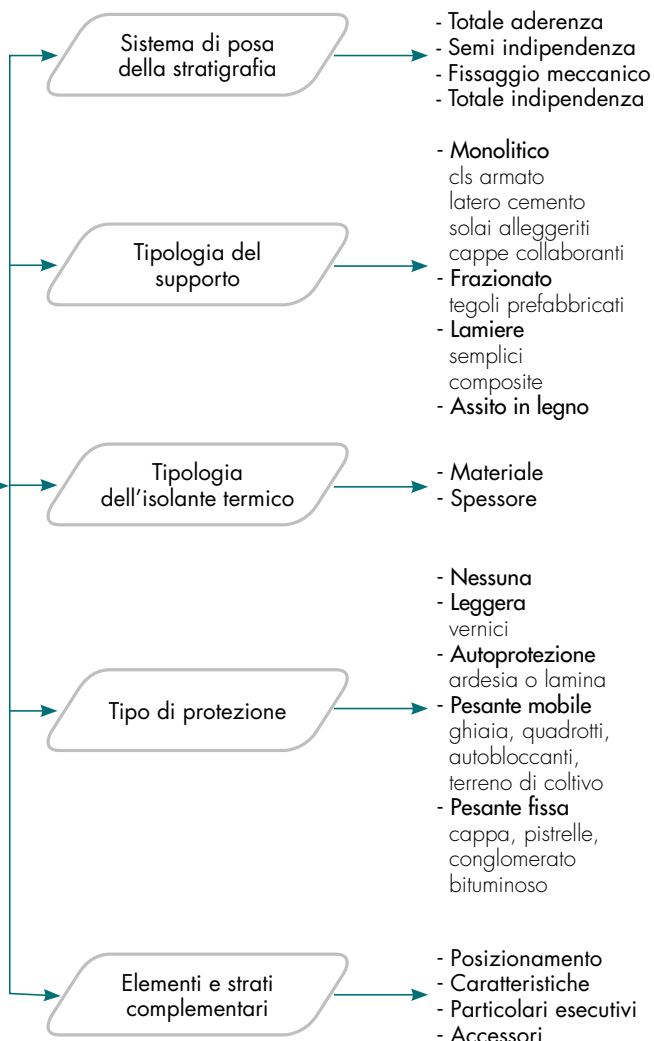 Sistema di posa
della stratigrafia
- Totale aderenza
- Semi indipendenza
- Fissaggio meccanico
- Totale indipendenza
Tipologia del
supporto
- Monolitico
cls armato
latero cemento
solai alleggeriti
cappe collaboranti
- Frazionato
tegoli prefabbricati
- Lamiere
semplici
composite
- Assito in legno
Tipologia
dell'isolante termico
- Materiale
- Spessore
Tipo di protezione
- Nessuna
- Leggera
vernici
- Autoprotezione
ardesia o lamina
- Pesante mobile
ghiaia, quadrotti,
autobloccanti,
terreno di coltivo
- Pesante fissa
cappa, pistrelle,
conglomerato
bituminoso
Elementi e strati
complementari
- Posizionamento
- Caratteristiche
- Particolari esecutivi
- Accessori